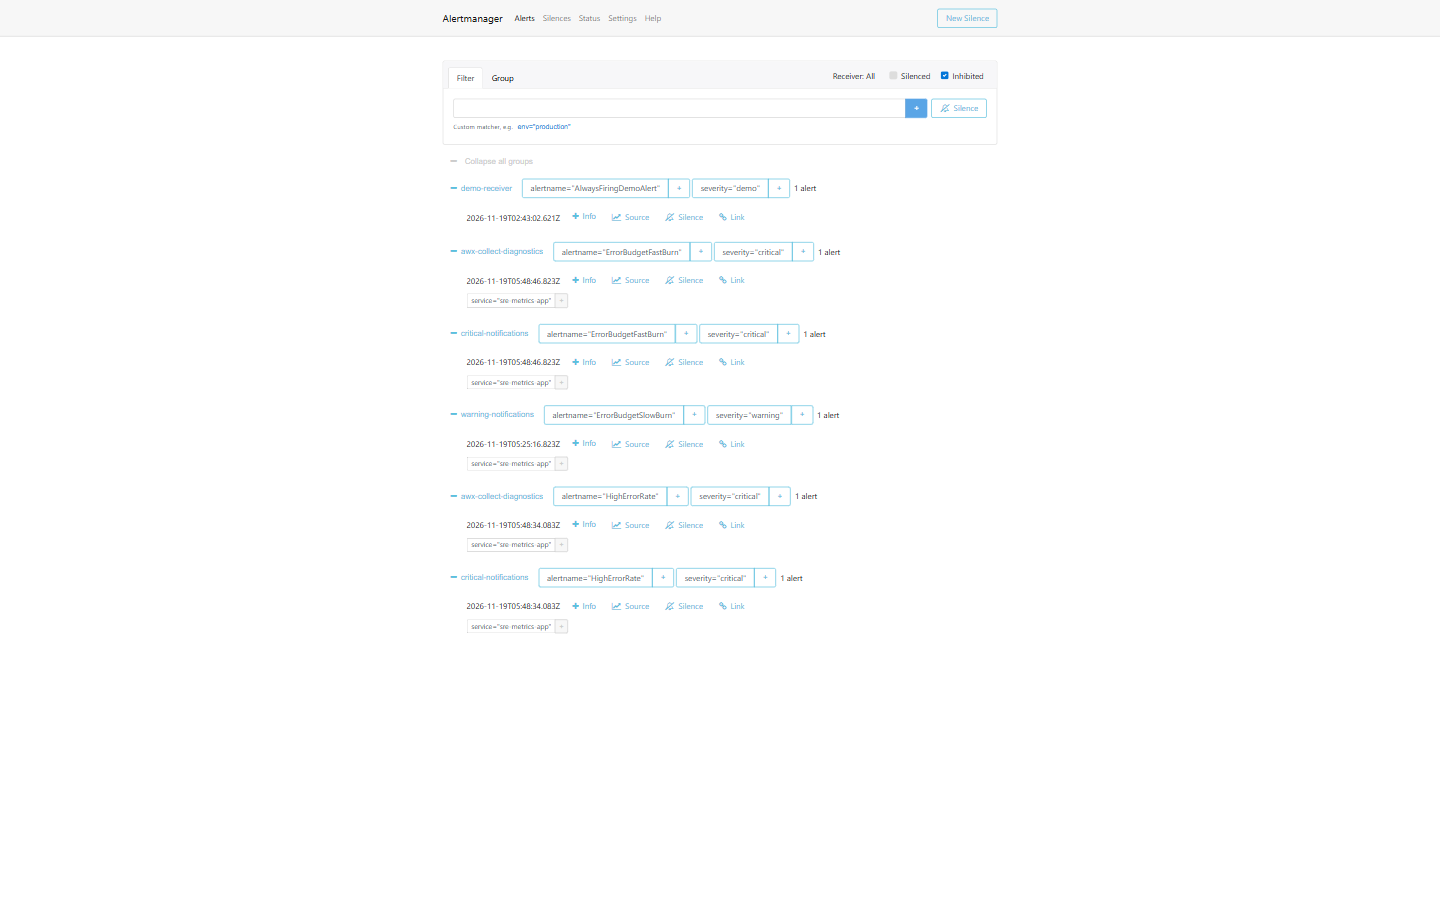 Alertmanager Alerts Silences Status Settings Help New Silence
Filter Group Receiver: All Silenced Inhibited
+ Silence
Custom matcher, e.g. env="production"
Collapse all groups
demo-receiver alertname="AlwaysFiringDemoAlert" + severity="demo" + 1 alert
2026-11-19T02:43:02.621Z Info Source Silence Link
awx-collect-diagnostics alertname="ErrorBudgetFastBurn" + severity="critical" + 1 alert
2026-11-19T05:48:46.823Z Info Source Silence Link
service="sre-metrics-app" +
critical-notifications alertname="ErrorBudgetFastBurn" + severity="critical" + 1 alert
2026-11-19T05:48:46.823Z Info Source Silence Link
service="sre-metrics-app" +
warning-notifications alertname="ErrorBudgetSlowBurn" + severity="warning" + 1 alert
2026-11-19T05:25:16.823Z Info Source Silence Link
service="sre-metrics-app" +
awx-collect-diagnostics alertname="HighErrorRate" + severity="critical" + 1 alert
2026-11-19T05:48:34.083Z Info Source Silence Link
service="sre-metrics-app" +
critical-notifications alertname="HighErrorRate" + severity="critical" + 1 alert
2026-11-19T05:48:34.083Z Info Source Silence Link
service="sre-metrics-app" +